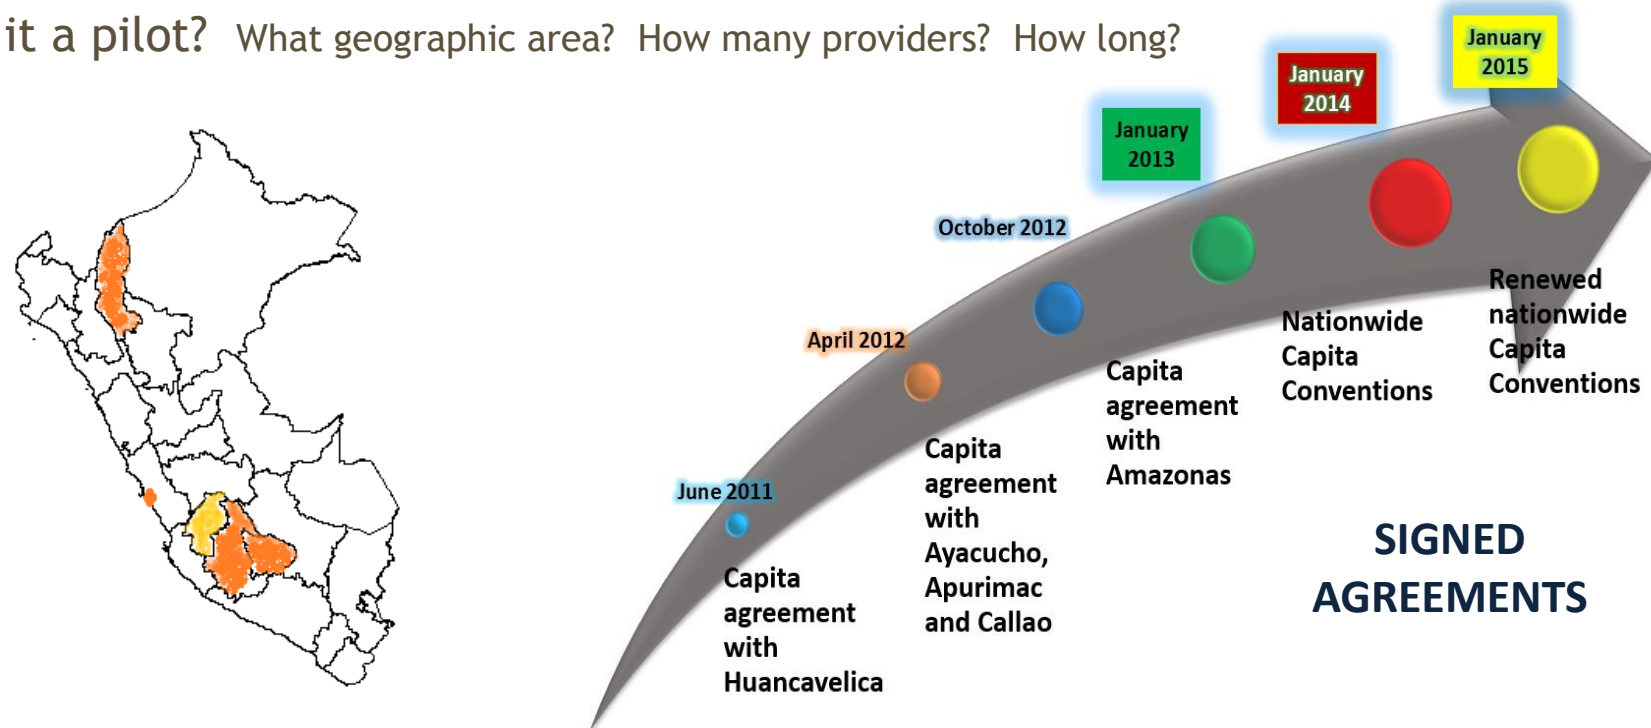 it a pilot? What geographic area? How many providers? How long?
January
2015
January
2014
January
2013
October 2012
April 2012
June 2011
Capita
agreement
with
Huancavelica
Capita
agreement
with
Ayacucho,
Apurimac
and Callao
Capita
agreement
with
Amazonas
Nationwide
Capita
Conventions
Renewed
nationwide
Capita
Conventions
SIGNED
AGREEMENTS